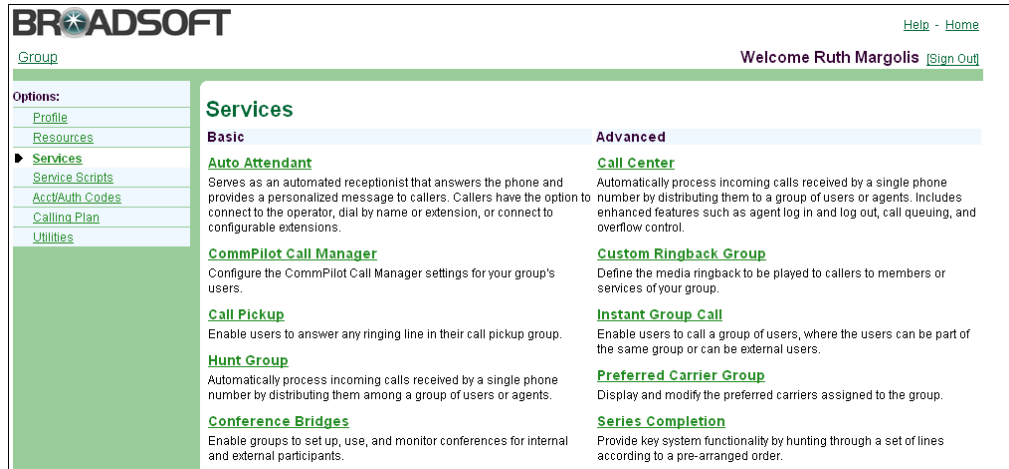 BROADSOFT
Help - Home
Group
Welcome Ruth Margolis [Sign Out]
Options:
Profile
Resources
Services
Service Scripts
Acct/Auth Codes
Calling Plan
Utilities
Services
Basic
Auto Attendant
Serves as an automated receptionist that answers the phone and
provides a personalized message to callers. Callers have the option to
connect to the operator, dial by name or extension, or connect to
configurable extensions.
CommPilot Call Manager
Configure the CommPilot Call Manager settings for your group's
users.
Call Pickup
Enable users to answer any ringing line in their call pickup group.
Hunt Group
Automatically process incoming calls received by a single phone
number by distributing them among a group of users or agents.
Conference Bridges
Enable groups to set up, use, and monitor conferences for internal
and external participants.
Advanced
Call Center
Automatically process incoming calls received by a single phone
number by distributing them to a group of users or agents. Includes
enhanced features such as agent log in and log out, call queuing, and
overflow control.
Custom Ringback Group
Define the media ringback to be played to callers to members or
services of your group.
Instant Group Call
Enable users to call a group of users, where the users can be part of
the same group or can be external users.
Preferred Carrier Group
Display and modify the preferred carriers assigned to the group.
Series Completion
Provide key system functionality by hunting through a set of lines
according to a pre-arranged order.